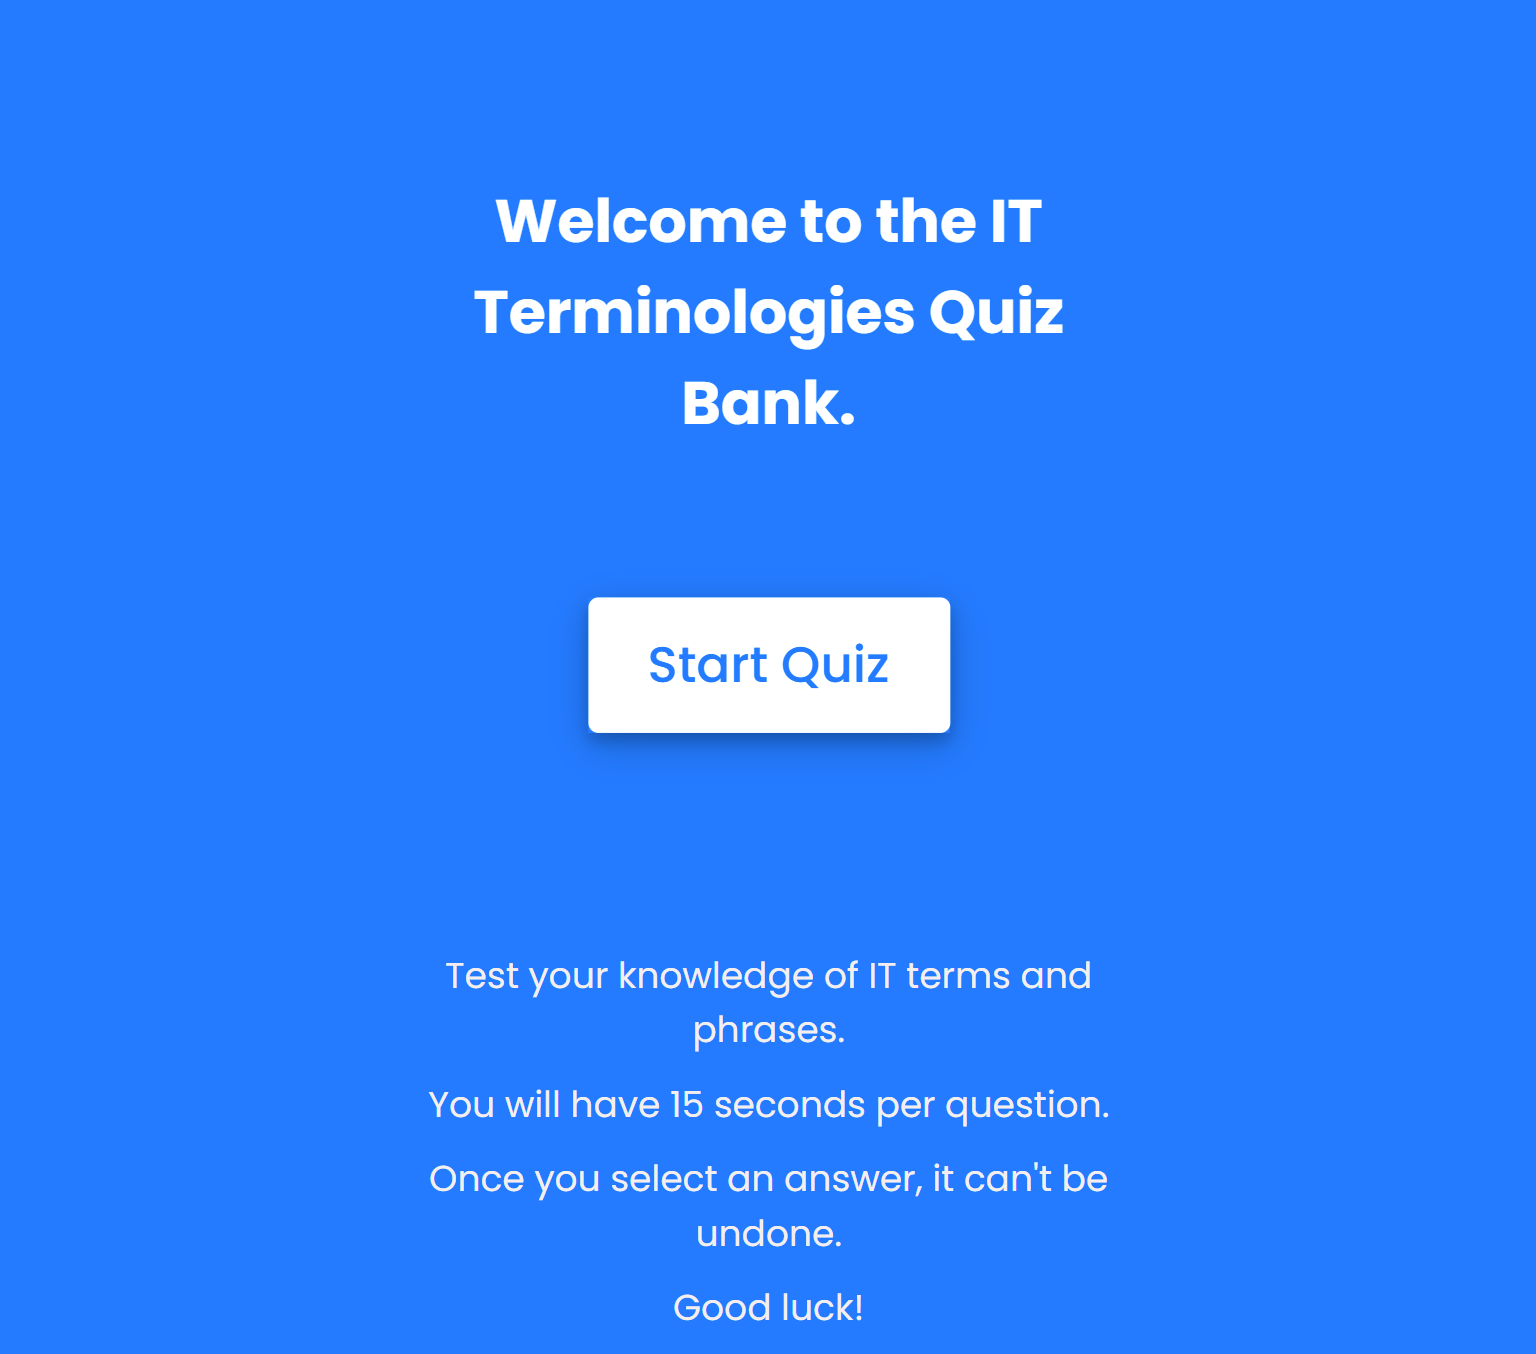 Welcome to the IT
Terminologies Quiz
Bank.
Start Quiz
Test your knowledge of IT terms and
phrases.
You will have 15 seconds per question.
Once you select an answer, it can't be
undone.
Good luck!